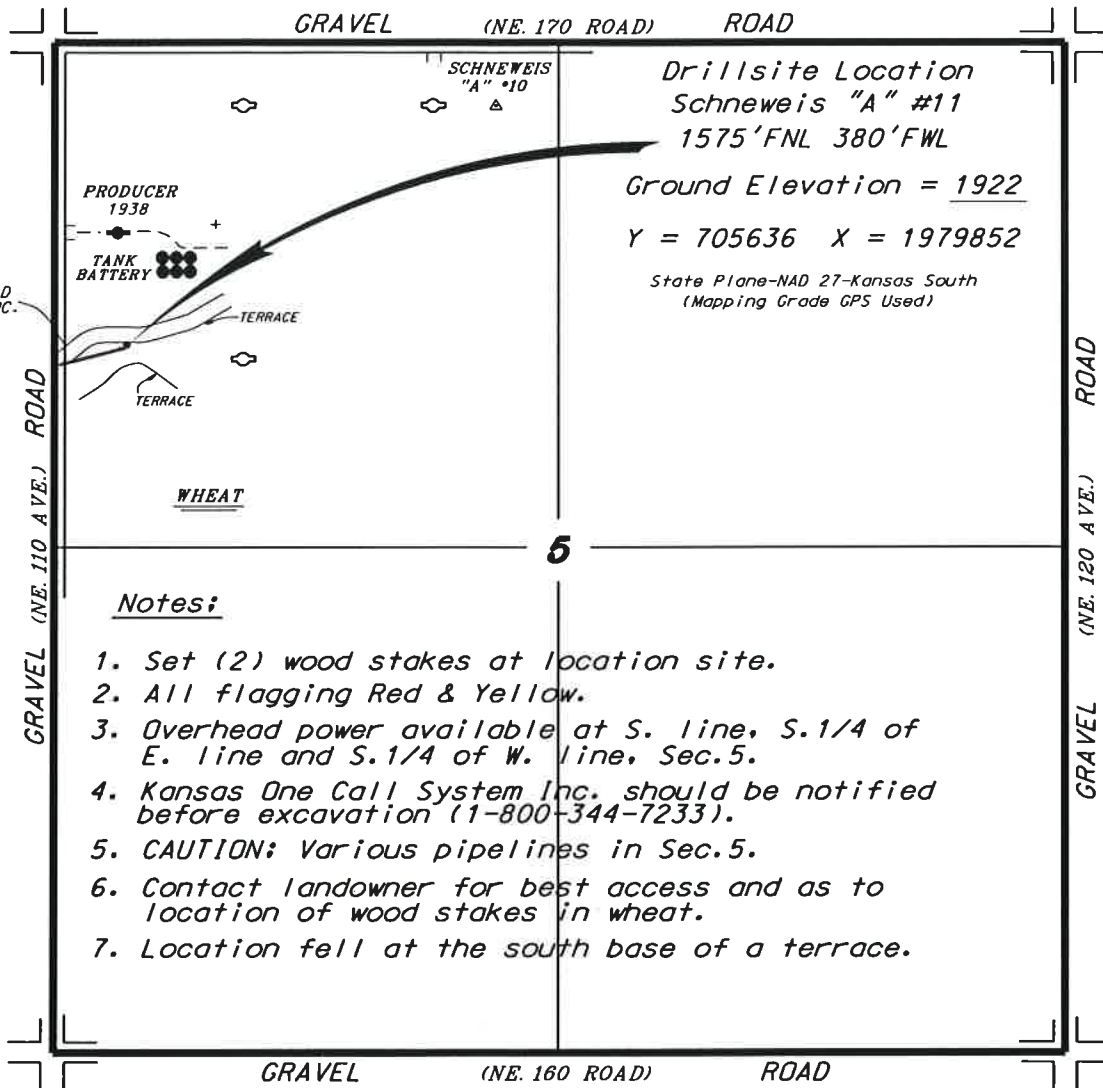 GRAVEL (NE. 170 ROAD) ROAD
SCHNEWEIS
"A" #10
Drillsite Location
Schneweis "A" #11
1575'FNL 380'FWL
Ground Elevation = 1922
Y = 705636 X = 1979852
State Plane-NAD 27-Kansas South
(Mapping Grade GPS Used)
PRODUCER
1938
TANK
BATTERY
TERRACE
TERRACE
WHEAT
GRAVEL (NE. 110 AVE.) ROAD
GRAVEL (NE. 120 AVE.) ROAD
5
Notes:
1. Set (2) wood stakes at location site.
2. All flagging Red & Yellow.
3. Overhead power available at S. line, S.1/4 of
E. line and S.1/4 of W. line, Sec.5.
4. Kansas One Call System Inc. should be notified
before excavation (1-800-344-7233).
5. CAUTION: Various pipelines in Sec.5.
6. Contact landowner for best access and as to
location of wood stakes in wheat.
7. Location fell at the south base of a terrace.
GRAVEL (NE. 160 ROAD) ROAD